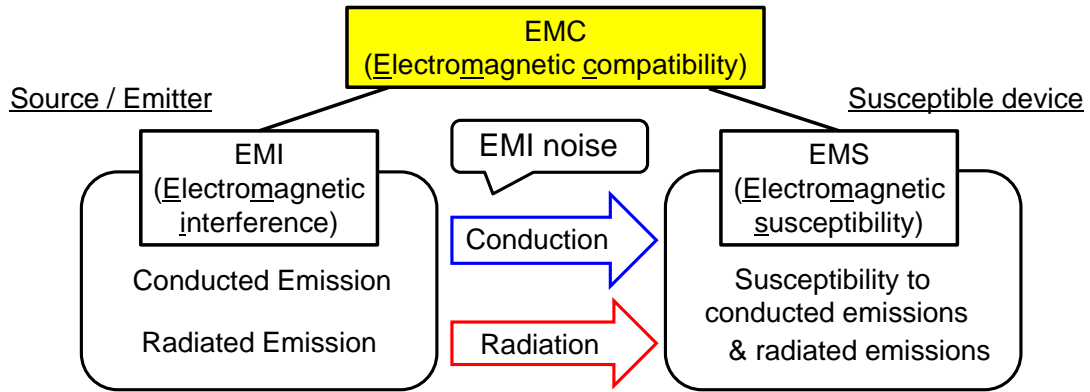 EMC
(Electromagnetic compatibility)
Source / Emitter
Susceptible device
EMI
(Electromagnetic
interference)
EMI noise
EMS
(Electromagnetic
susceptibility)
Conduction
Conducted Emission
Radiated Emission
Radiation
Susceptibility to
conducted emissions
& radiated emissions